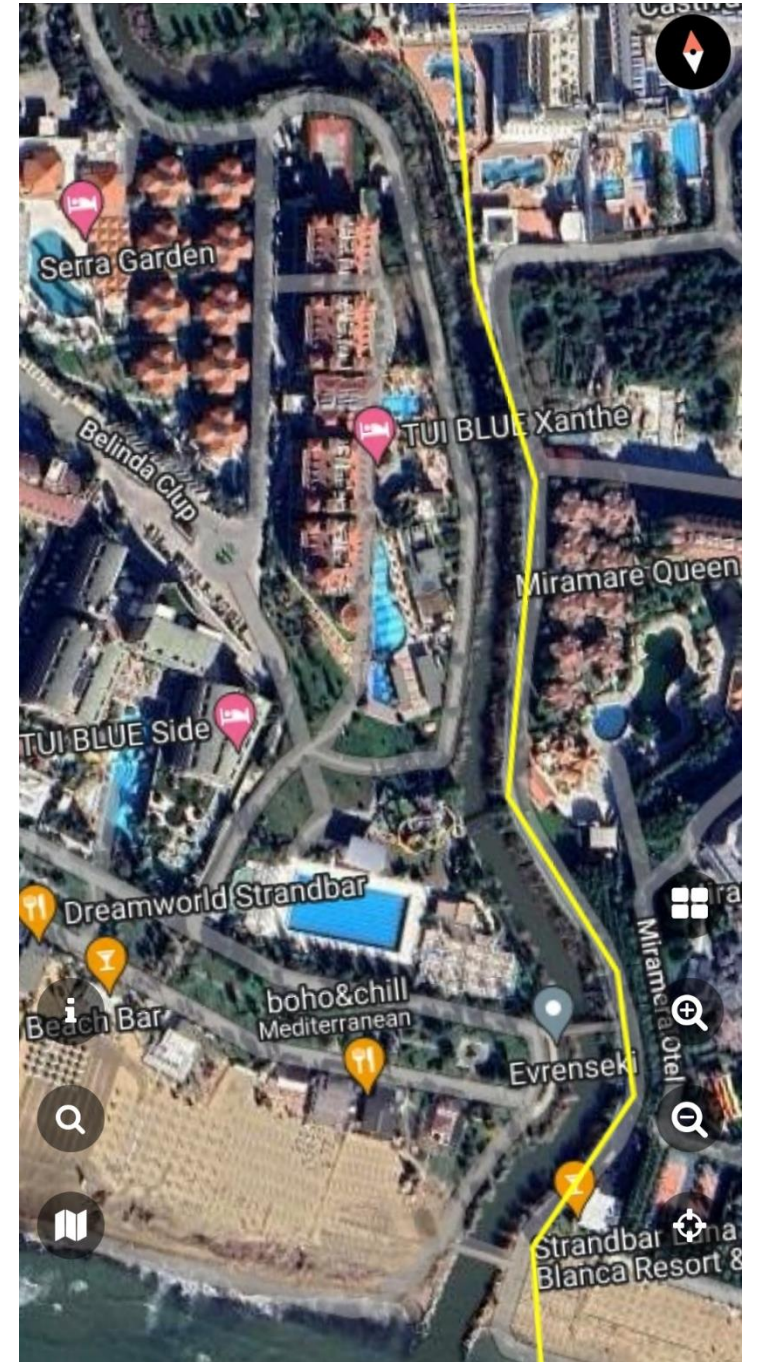 Serra Garden
TUI BLUE Xanthe
Belinda Clup
Miramare Queen
TUI BLUE Side
Dreamworld Strandbar
Miramera Otel
boho&chill
Mediterranean
Beach Bar
Evrenseki
Strandbar
Blanca Resort &